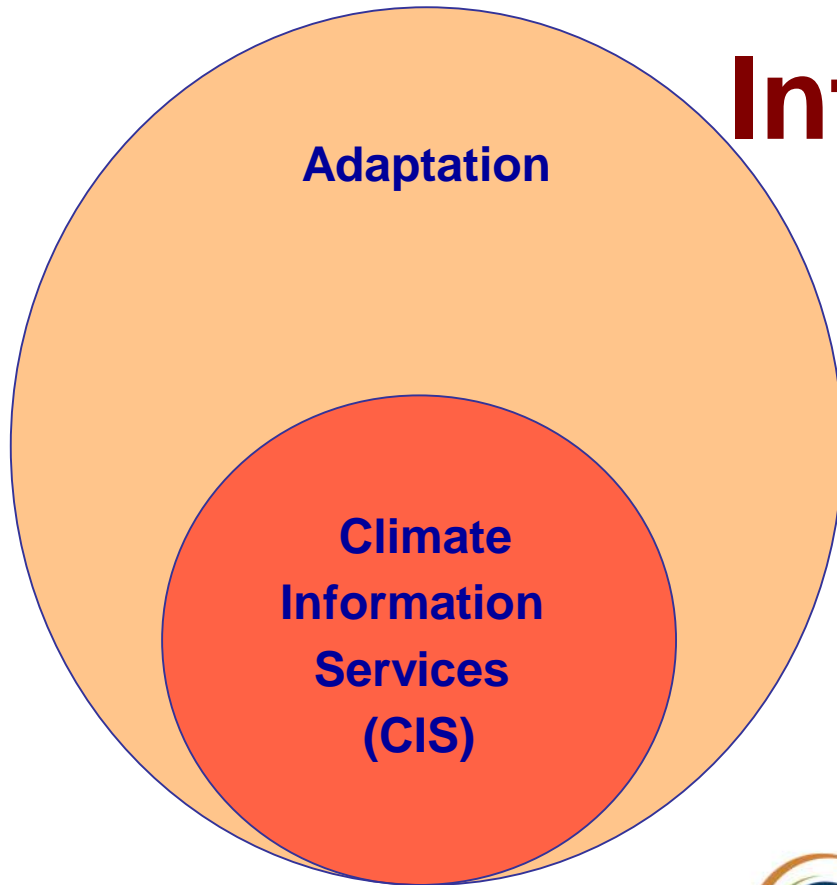 Adaptation
Climate
Information
Services
(CIS)